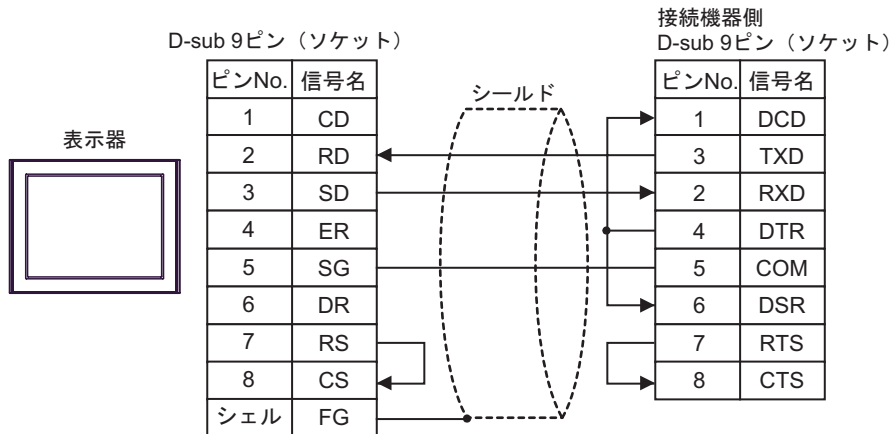 接続機器側
D-sub 9ピン（ソケット）
D-sub 9ピン（ソケット）
表示器
シールド
ピンNo. 信号名
1 CD
2 RD
3 SD
4 ER
5 SG
6 DR
7 RS
8 CS
シェル FG
ピンNo. 信号名
1 DCD
3 TXD
2 RXD
4 DTR
5 COM
6 DSR
7 RTS
8 CTS